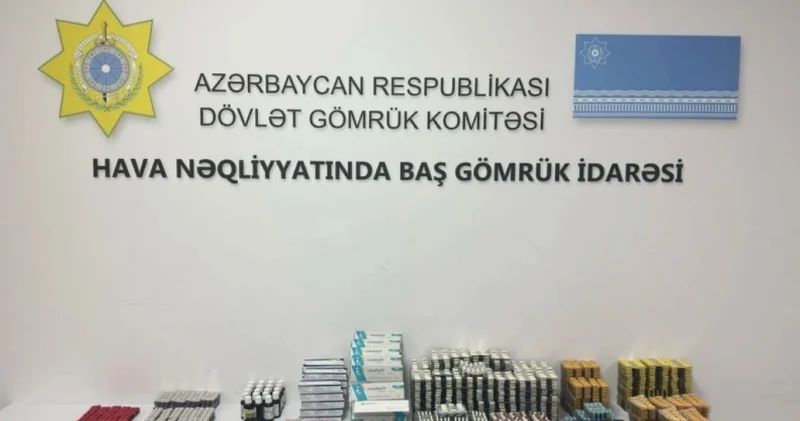 AZƏRBAYCAN RESPUBLİKASI
DÖVLƏT GÖMRÜK KOMİTƏSİ
HAVA NƏQLİYYATINDA BAŞ GÖMRÜK İDARƏSİ